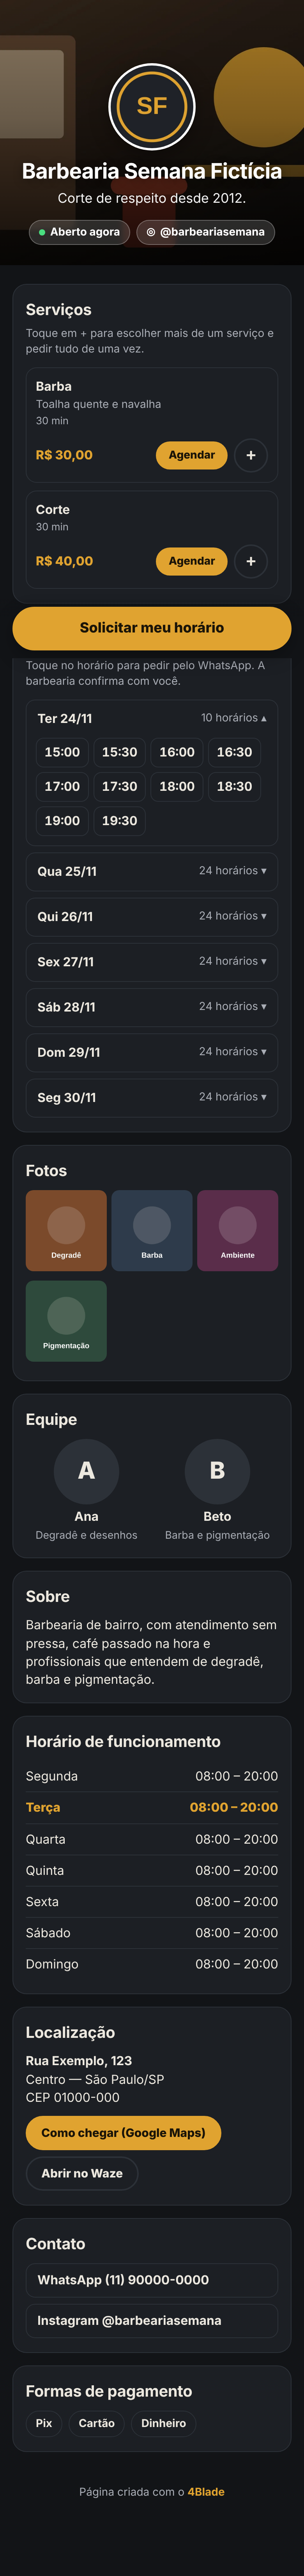 SF
Barbearia Semana Fictícia
Corte de respeito desde 2012.
Aberto agora
@barbeariasemana
Serviços
Toque em + para escolher mais de um serviço e
pedir tudo de uma vez.
Barba
Toalha quente e navalha
30 min
R$ 30,00 Agendar +
Corte
30 min
R$ 40,00 Agendar +
Solicitar meu horário
Toque no horário para pedir pelo WhatsApp. A
barbearia confirma com você.
Ter 24/11 10 horários ▴
15:00 15:30 16:00 16:30
17:00 17:30 18:00 18:30
19:00 19:30
Qua 25/11 24 horários ▾
Qui 26/11 24 horários ▾
Sex 27/11 24 horários ▾
Sáb 28/11 24 horários ▾
Dom 29/11 24 horários ▾
Seg 30/11 24 horários ▾
Fotos
Degradê Barba Ambiente
Pigmentação
Equipe
A B
Ana Beto
Degradê e desenhos Barba e pigmentação
Sobre
Barbearia de bairro, com atendimento sem
pressa, café passado na hora e
profissionais que entendem de degradê,
barba e pigmentação.
Horário de funcionamento
Segunda 08:00 – 20:00
Terça 08:00 – 20:00
Quarta 08:00 – 20:00
Quinta 08:00 – 20:00
Sexta 08:00 – 20:00
Sábado 08:00 – 20:00
Domingo 08:00 – 20:00
Localização
Rua Exemplo, 123
Centro — São Paulo/SP
CEP 01000-000
Como chegar (Google Maps)
Abrir no Waze
Contato
WhatsApp (11) 90000-0000
Instagram @barbeariasemana
Formas de pagamento
Pix Cartão Dinheiro
Página criada com o 4Blade